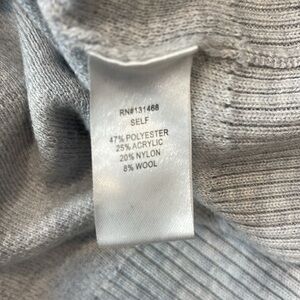 RN#131468
SELF
47% POLYESTER
25% ACRYLIC
20% NYLON
8% WOOL